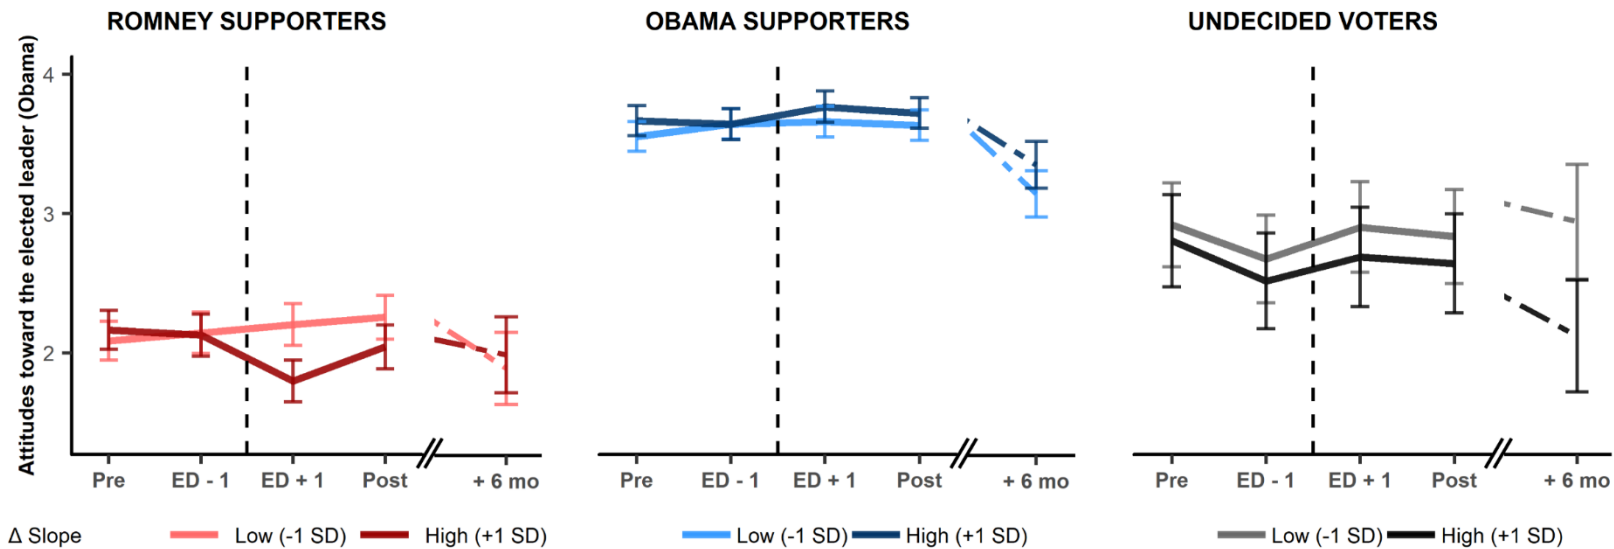 ROMNEY SUPPORTERS
OBAMA SUPPORTERS
UNDECIDED VOTERS
Attitudes toward the elected leader (Obama)
4
3
2
Pre ED - 1 ED + 1 Post + 6 mo
Pre ED - 1 ED + 1 Post + 6 mo
Pre ED - 1 ED + 1 Post + 6 mo
Δ Slope Low (-1 SD) High (+1 SD) Low (-1 SD) High (+1 SD) Low (-1 SD) High (+1 SD)